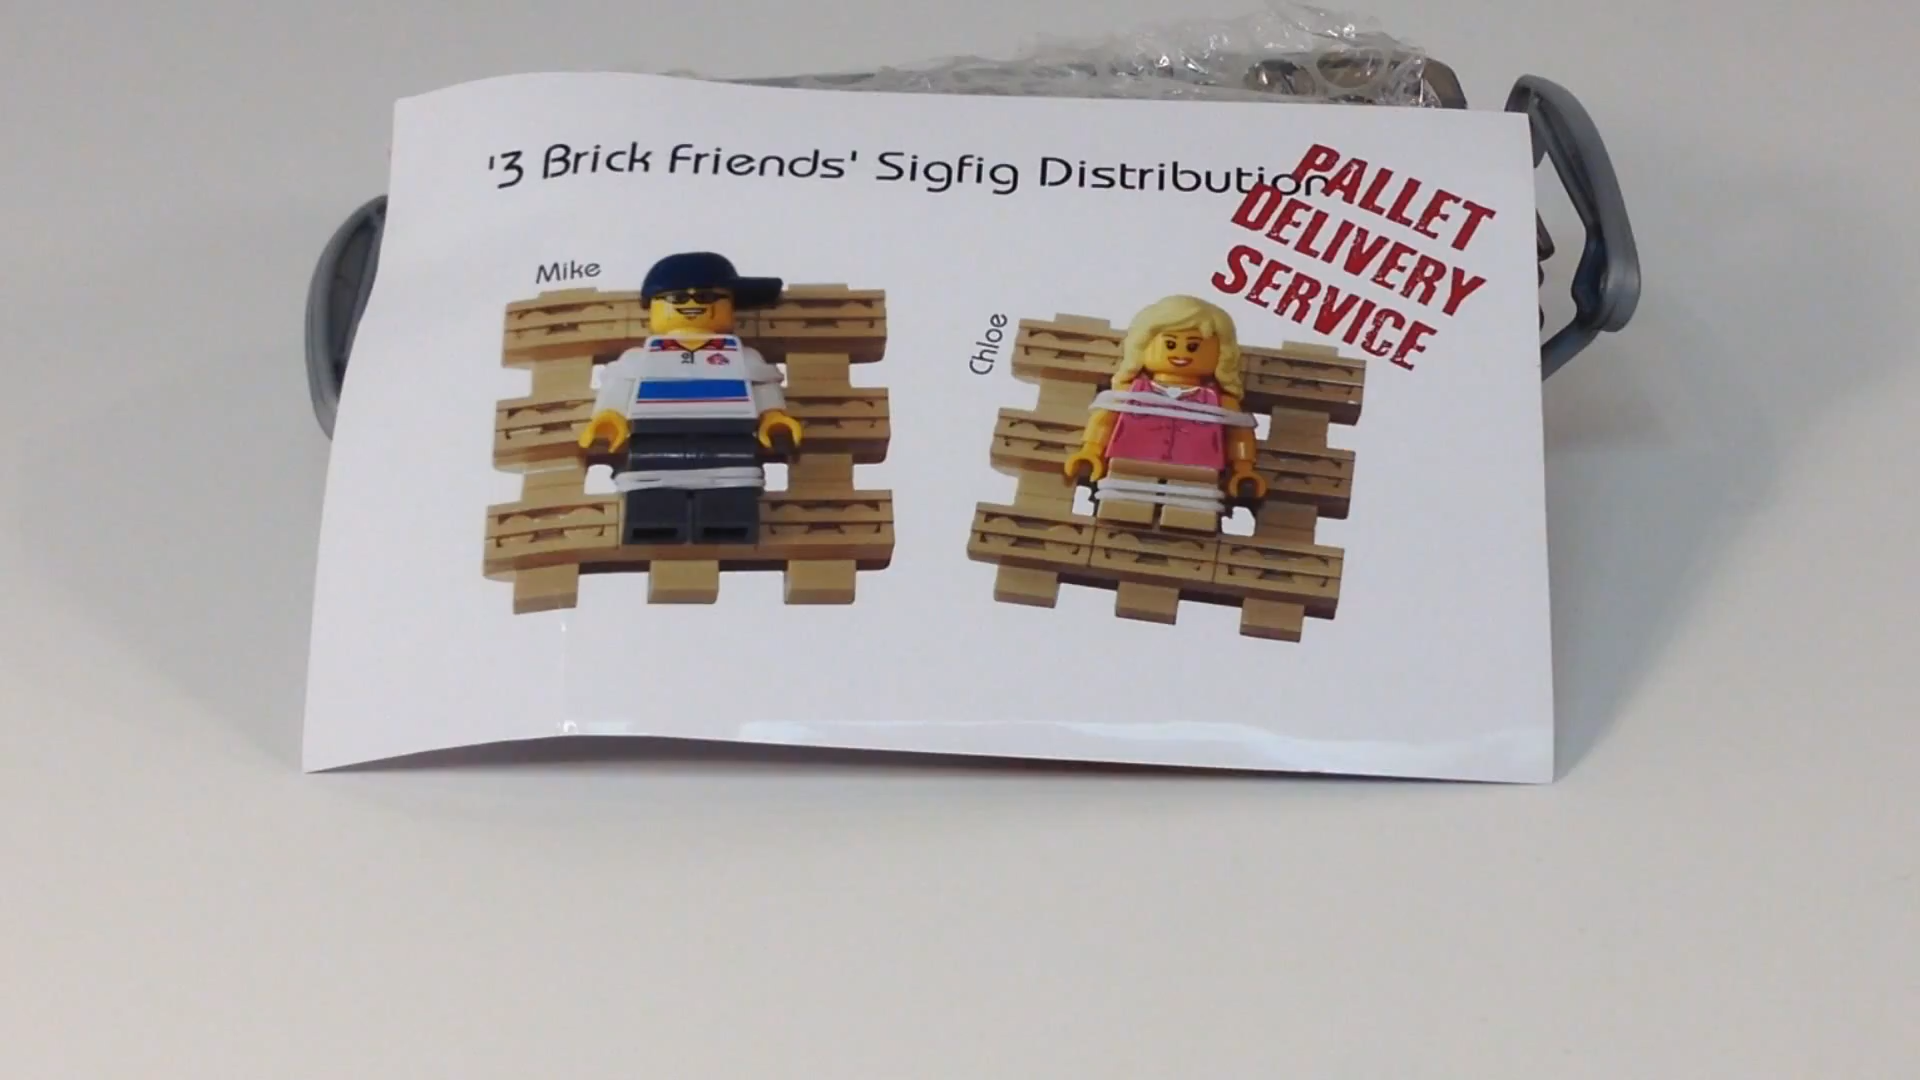 '3 Brick Friends' Sigfig Distribution
PALLET
DELIVERY
SERVICE
Mike
Chloe